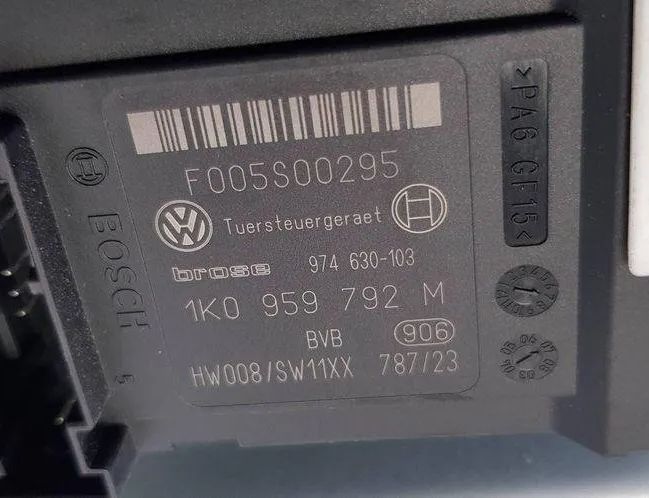 F005S00295
Tuersteuergeraet
brose 974 630-103
1K0 959 792 M
BVB 906
HW008/SW11XX 787/23
BOSCH
>PA6 GF15<